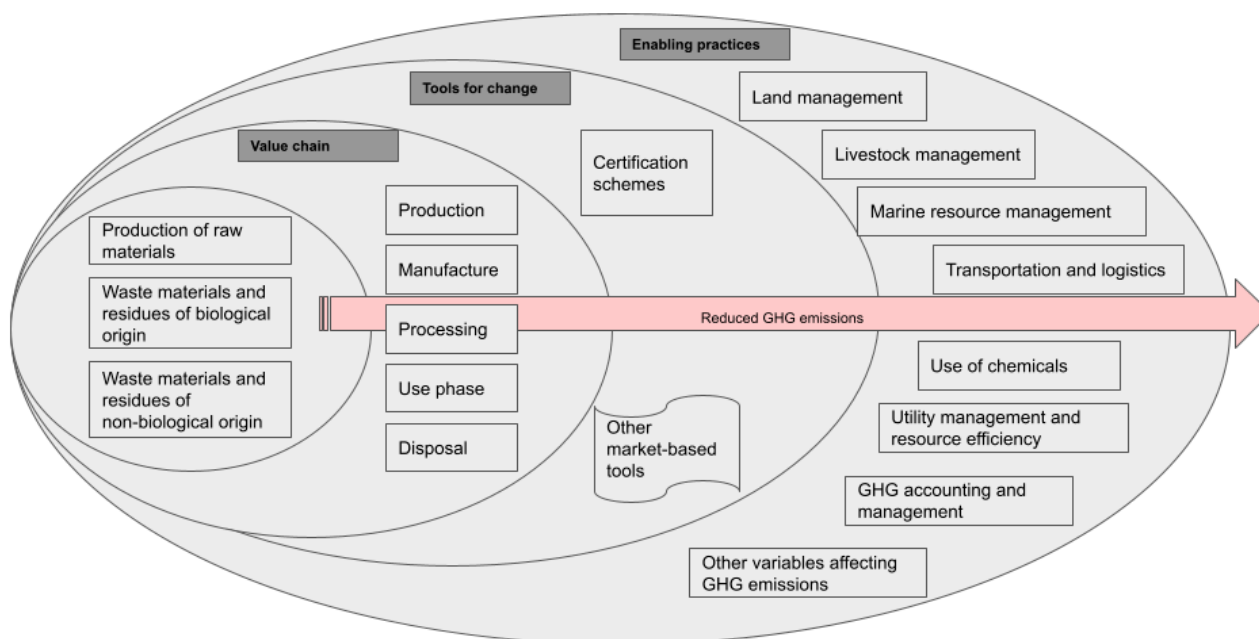 Enabling practices
Tools for change
Value chain
Land management
Livestock management
Marine resource management
Transportation and logistics
Certification
schemes
Production
Manufacture
Processing
Use phase
Disposal
Production of raw
materials
Waste materials and
residues of biological
origin
Waste materials and
residues of
non-biological origin
Reduced GHG emissions
Use of chemicals
Utility management and
resource efficiency
Other
market-based
tools
GHG accounting and
management
Other variables affecting
GHG emissions